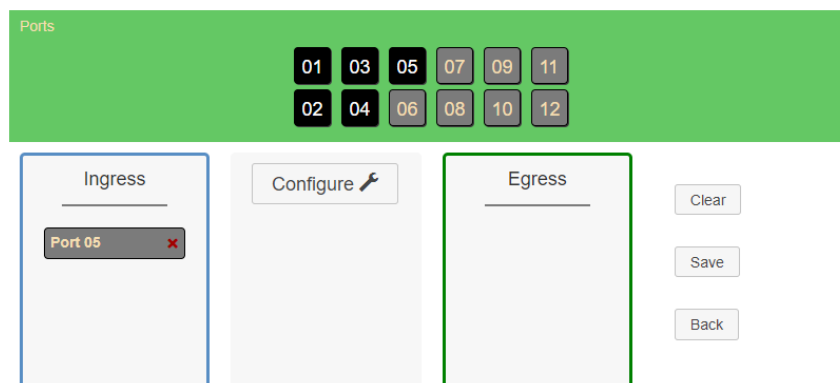 Ports
01 03 05 07 09 11
02 04 06 08 10 12
Ingress
Configure
Egress
Port 05
Clear
Save
Back